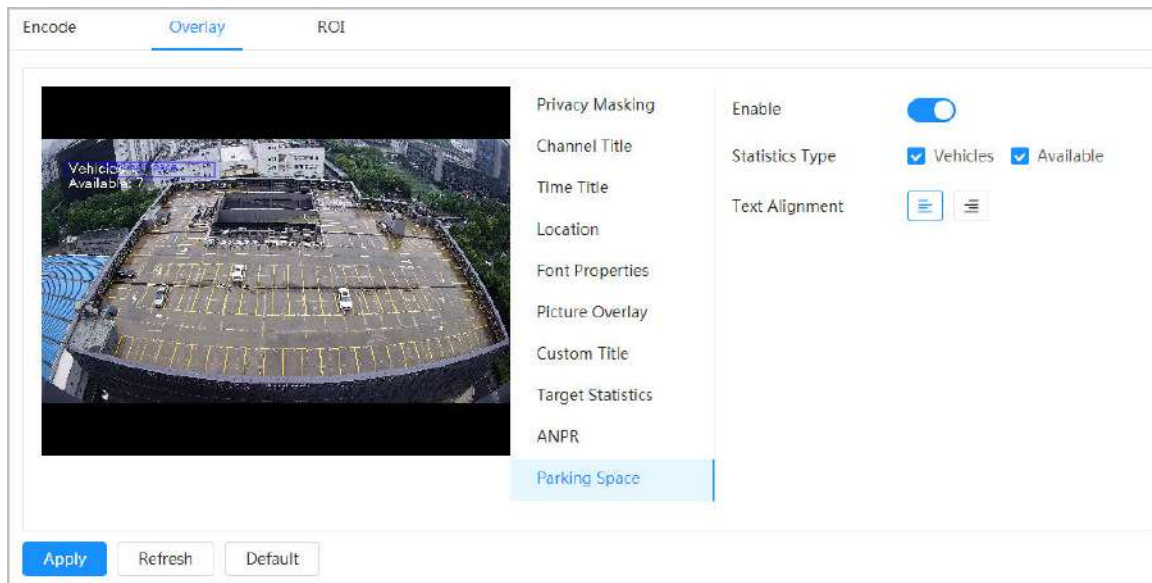 Encode Overlay ROI
Privacy Masking
Channel Title
Time Title
Location
Font Properties
Picture Overlay
Custom Title
Target Statistics
ANPR
Parking Space
Enable
Statistics Type Vehicles Available
Text Alignment
Available: 7
Apply Refresh Default